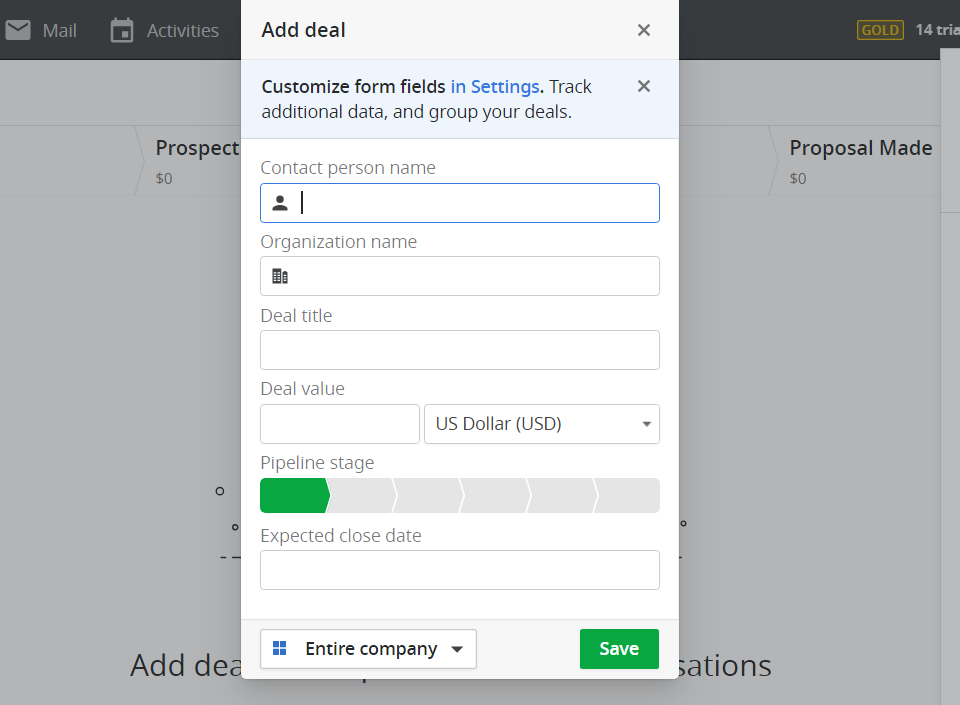 Mail
Activities
GOLD
14 tria
Add deal
Customize form fields in Settings. Track
additional data, and group your deals.
Prospect
$0
Proposal Made
$0
Contact person name
Organization name
Deal title
Deal value
US Dollar (USD)
Pipeline stage
Expected close date
Entire company
Save
Add dea
sations